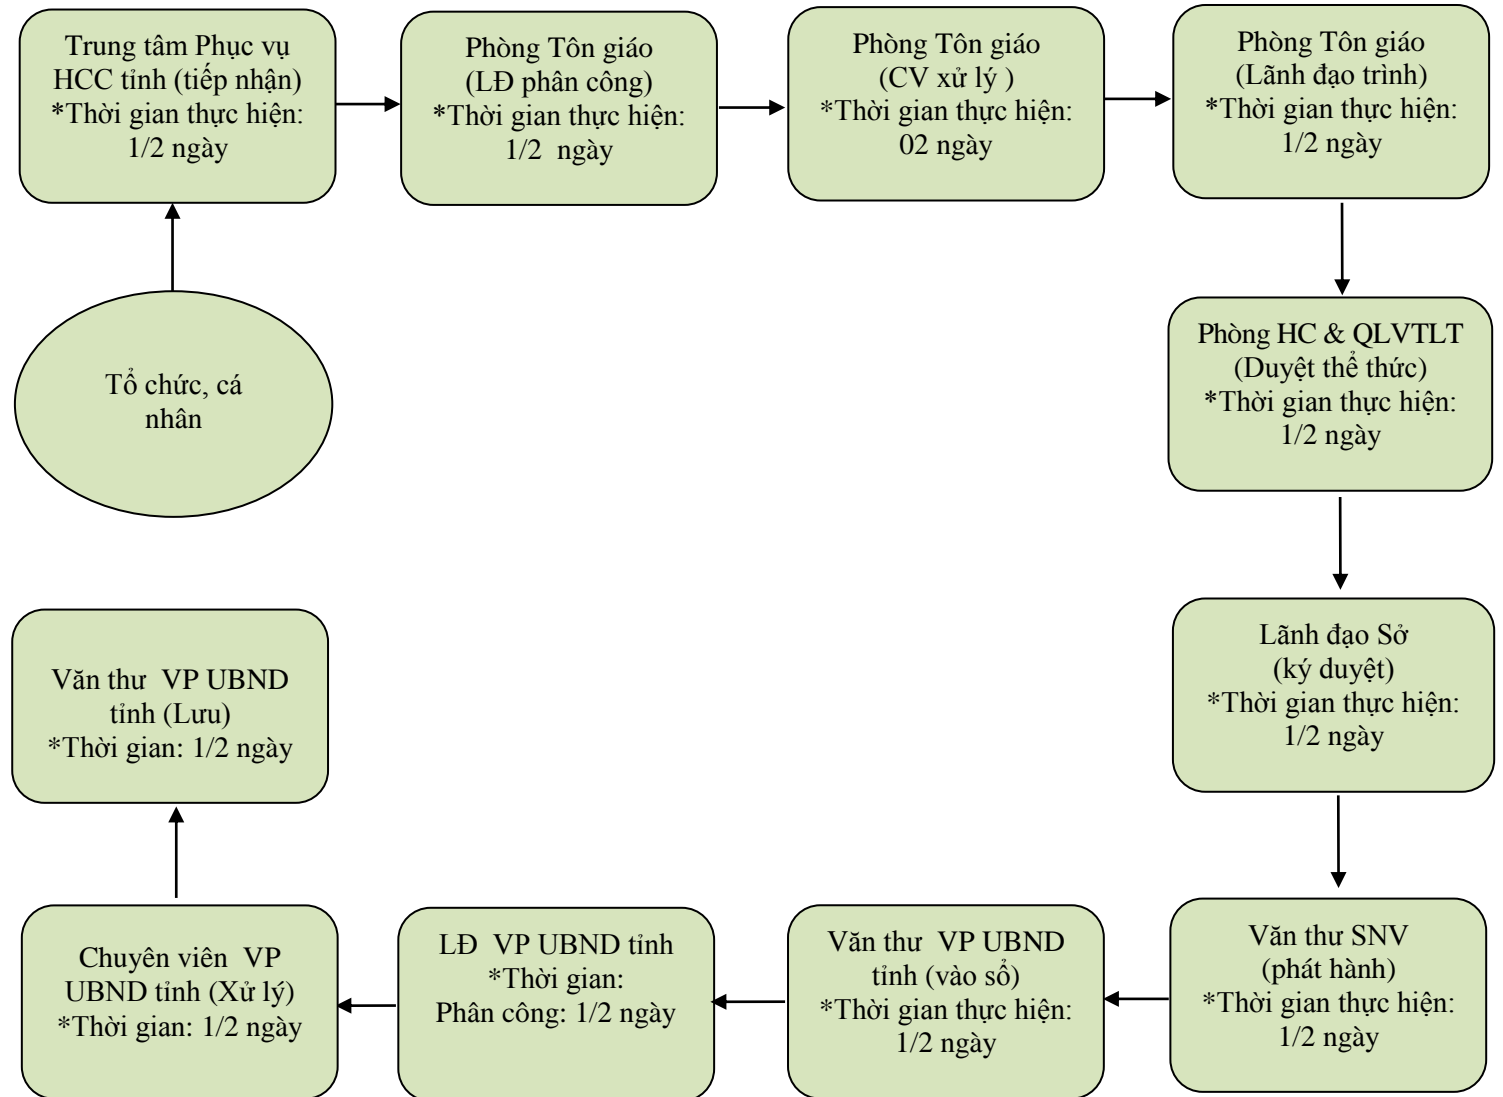 Trung tâm Phục vụ
HCC tỉnh (tiếp nhận)
*Thời gian thực hiện:
1/2 ngày
Phòng Tôn giáo
(LĐ phân công)
*Thời gian thực hiện:
1/2 ngày
Phòng Tôn giáo
(CV xử lý )
*Thời gian thực hiện:
02 ngày
Phòng Tôn giáo
(Lãnh đạo trình)
*Thời gian thực hiện:
1/2 ngày
Tổ chức, cá
nhân
Phòng HC & QLVTLT
(Duyệt thể thức)
*Thời gian thực hiện:
1/2 ngày
Lãnh đạo Sở
(ký duyệt)
*Thời gian thực hiện:
1/2 ngày
Văn thư SNV
(phát hành)
*Thời gian thực hiện:
1/2 ngày
Văn thư VP UBND
tỉnh (vào sổ)
*Thời gian thực hiện:
1/2 ngày
LĐ VP UBND tỉnh
*Thời gian:
Phân công: 1/2 ngày
Chuyên viên VP
UBND tỉnh (Xử lý)
*Thời gian: 1/2 ngày
Văn thư VP UBND
tỉnh (Lưu)
*Thời gian: 1/2 ngày